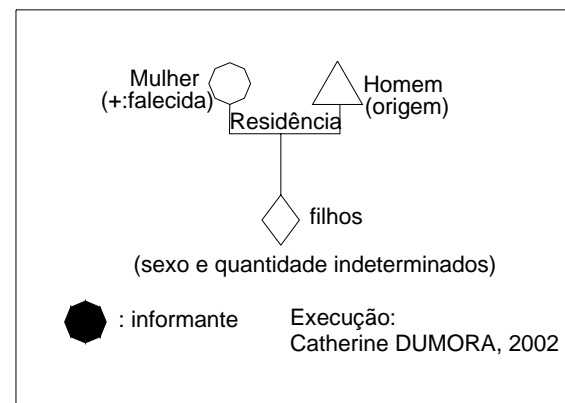 Mulher
(+:falecida)
Homem
(origem)
Residência
filhos
(sexo e quantidade indeterminados)
: informante
Execução:
Catherine DUMORA, 2002